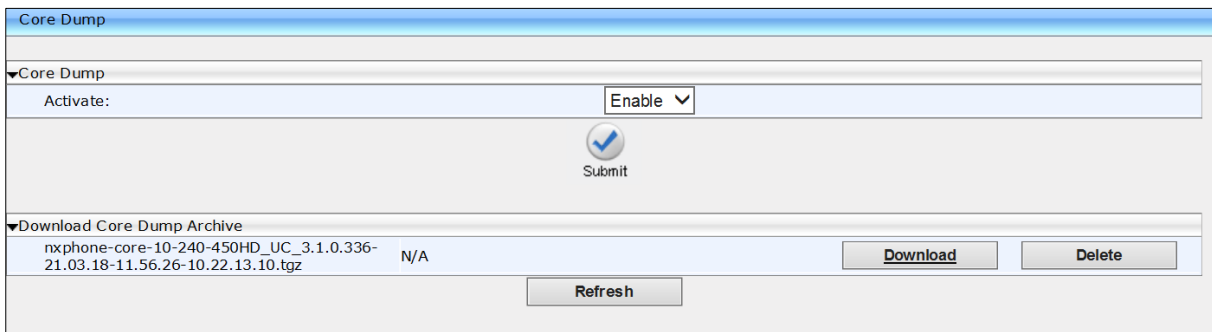 Core Dump
Core Dump
Activate:
Enable
Submit
Download Core Dump Archive
nxphone-core-10-240-450HD_UC_3.1.0.336-
21.03.18-11.56.26-10.22.13.10.tgz
N/A
Download
Delete
Refresh